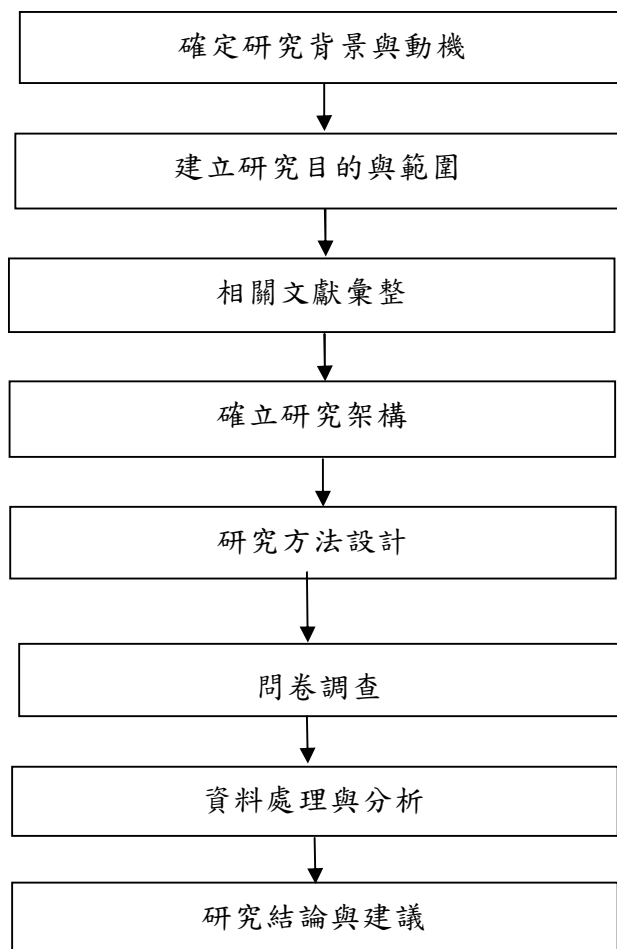 確定研究背景與動機
建立研究目的與範圍
相關文獻彙整
確立研究架構
研究方法設計
問卷調查
資料處理與分析
研究結論與建議